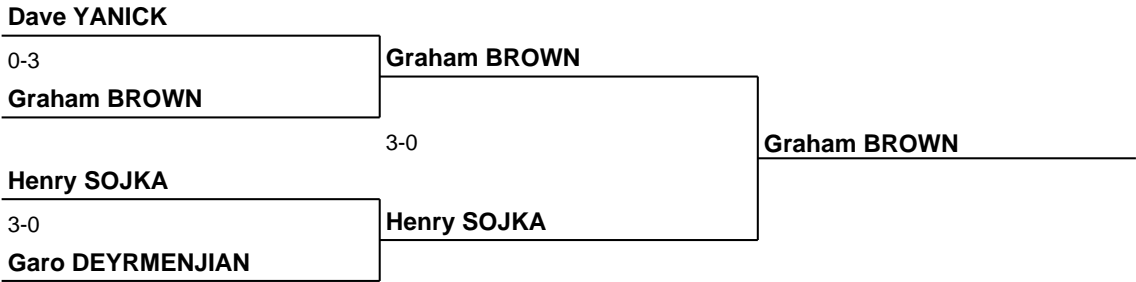 Dave YANICK
0-3
Graham BROWN
Graham BROWN
3-0
Graham BROWN
Henry SOJKA
3-0
Henry SOJKA
Garo DEYRMENJIAN